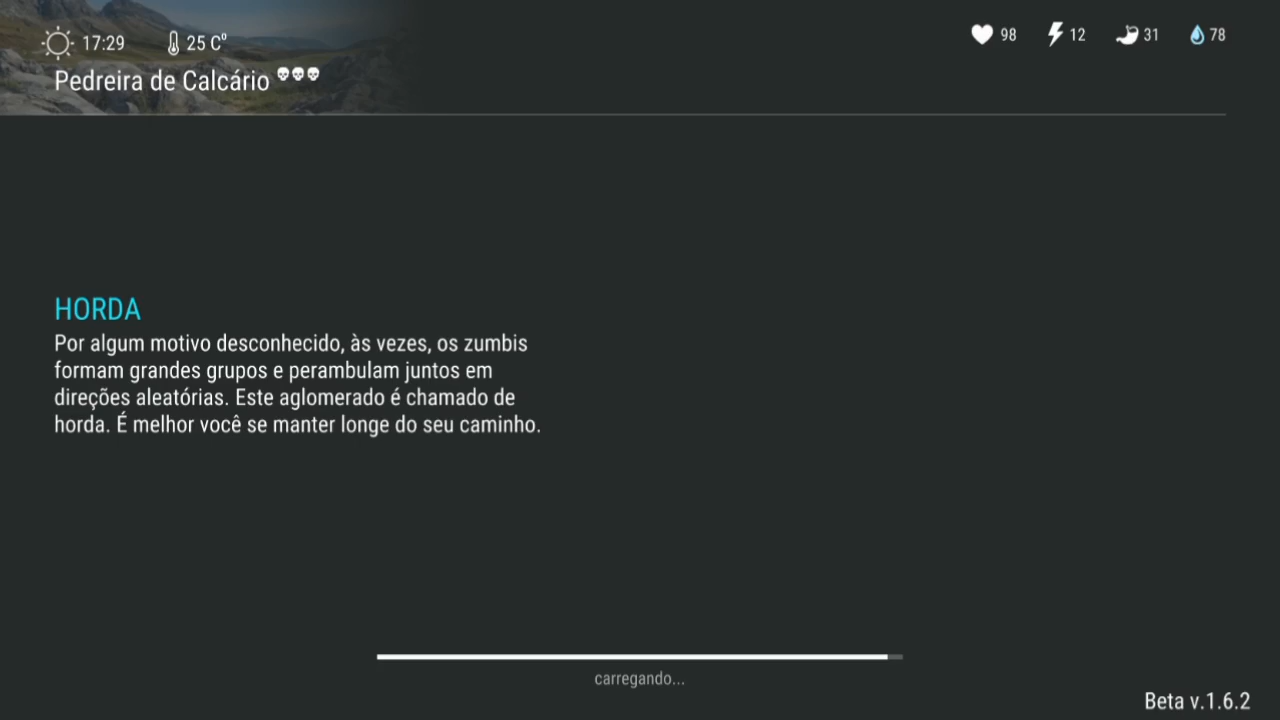 17:29 25 Cº
98 12 31 78
Pedreira de Calcário
HORDA
Por algum motivo desconhecido, às vezes, os zumbis
formam grandes grupos e perambulam juntos em
direções aleatórias. Este aglomerado é chamado de
horda. É melhor você se manter longe do seu caminho.
carregando...
Beta v.1.6.2